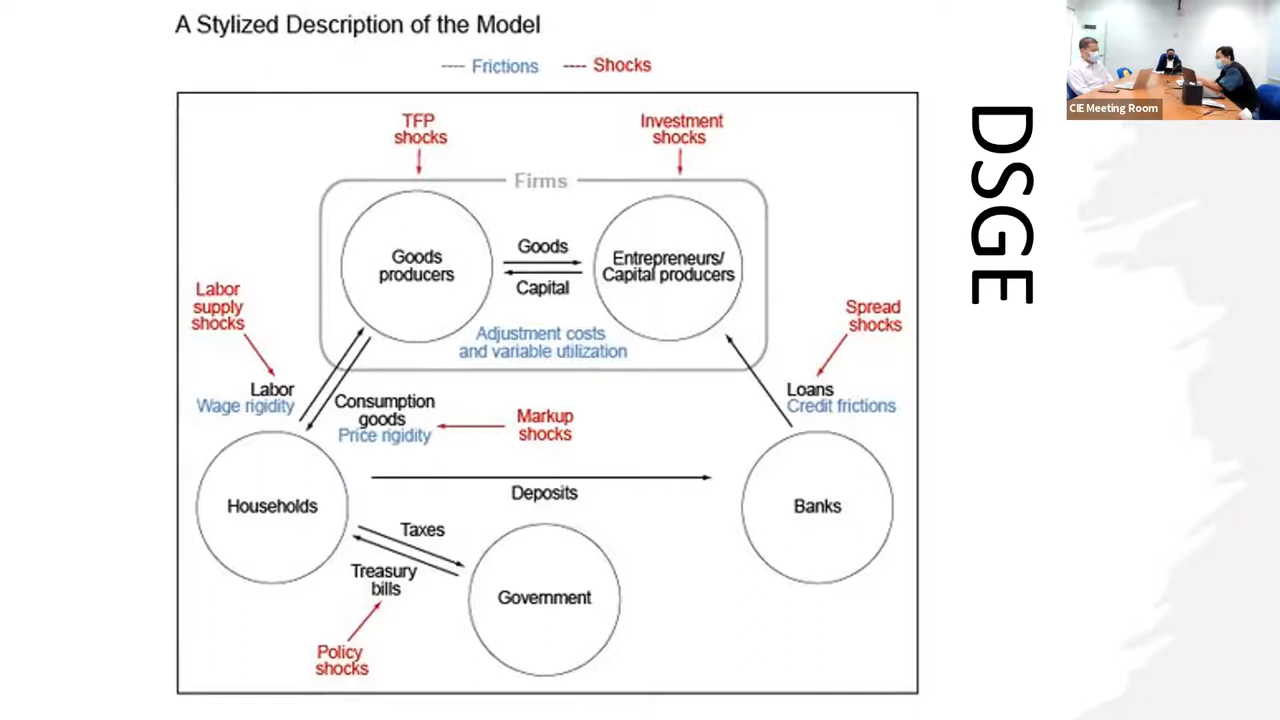 A Stylized Description of the Model
---- Frictions ---- Shocks
CIE Meeting Room
DSGE
TFP
shocks
Investment
shocks
Firms
Goods
producers
Goods
Capital
Entrepreneurs/
Capital producers
Adjustment costs
and variable utilization
Labor
supply
shocks
Spread
shocks
Labor
Wage rigidity
Consumption
goods
Price rigidity
Markup
shocks
Loans
Credit frictions
Households
Deposits
Banks
Taxes
Treasury
bills
Government
Policy
shocks